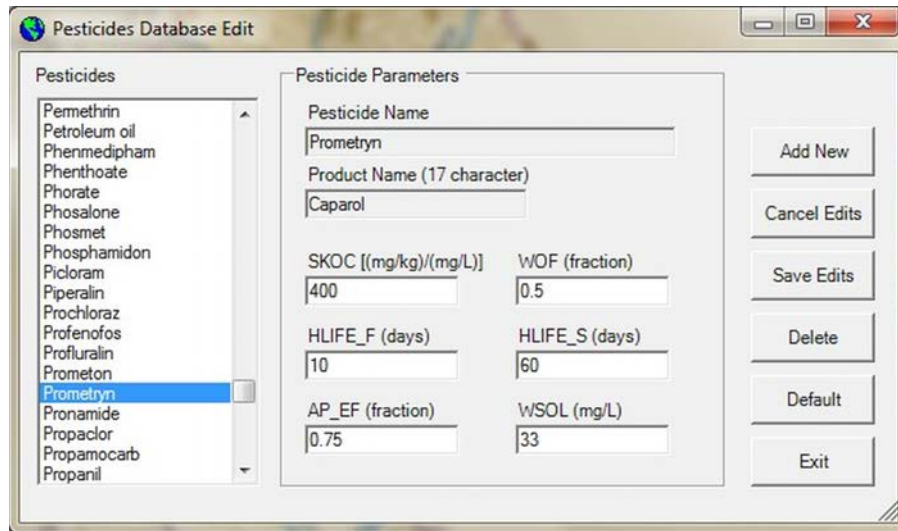 Pesticides Database Edit
Pesticides
Permethrin
Petroleum oil
Phenmedipham
Phenthoate
Phorate
Phosalone
Phosmet
Phosphamidon
Picloram
Piperalin
Prochloraz
Profenofos
Profluralin
Prometon
Prometryn
Pronamide
Propaclor
Propamocarb
Propanil
Pesticide Parameters
Pesticide Name
Prometryn
Product Name (17 character)
Caparol
SKOC [(mg/kg)/(mg/L)] WOF (fraction)
400 0.5
HLIFE_F (days) HLIFE_S (days)
10 60
AP_EF (fraction) WSOL (mg/L)
0.75 33
Add New
Cancel Edits
Save Edits
Delete
Default
Exit